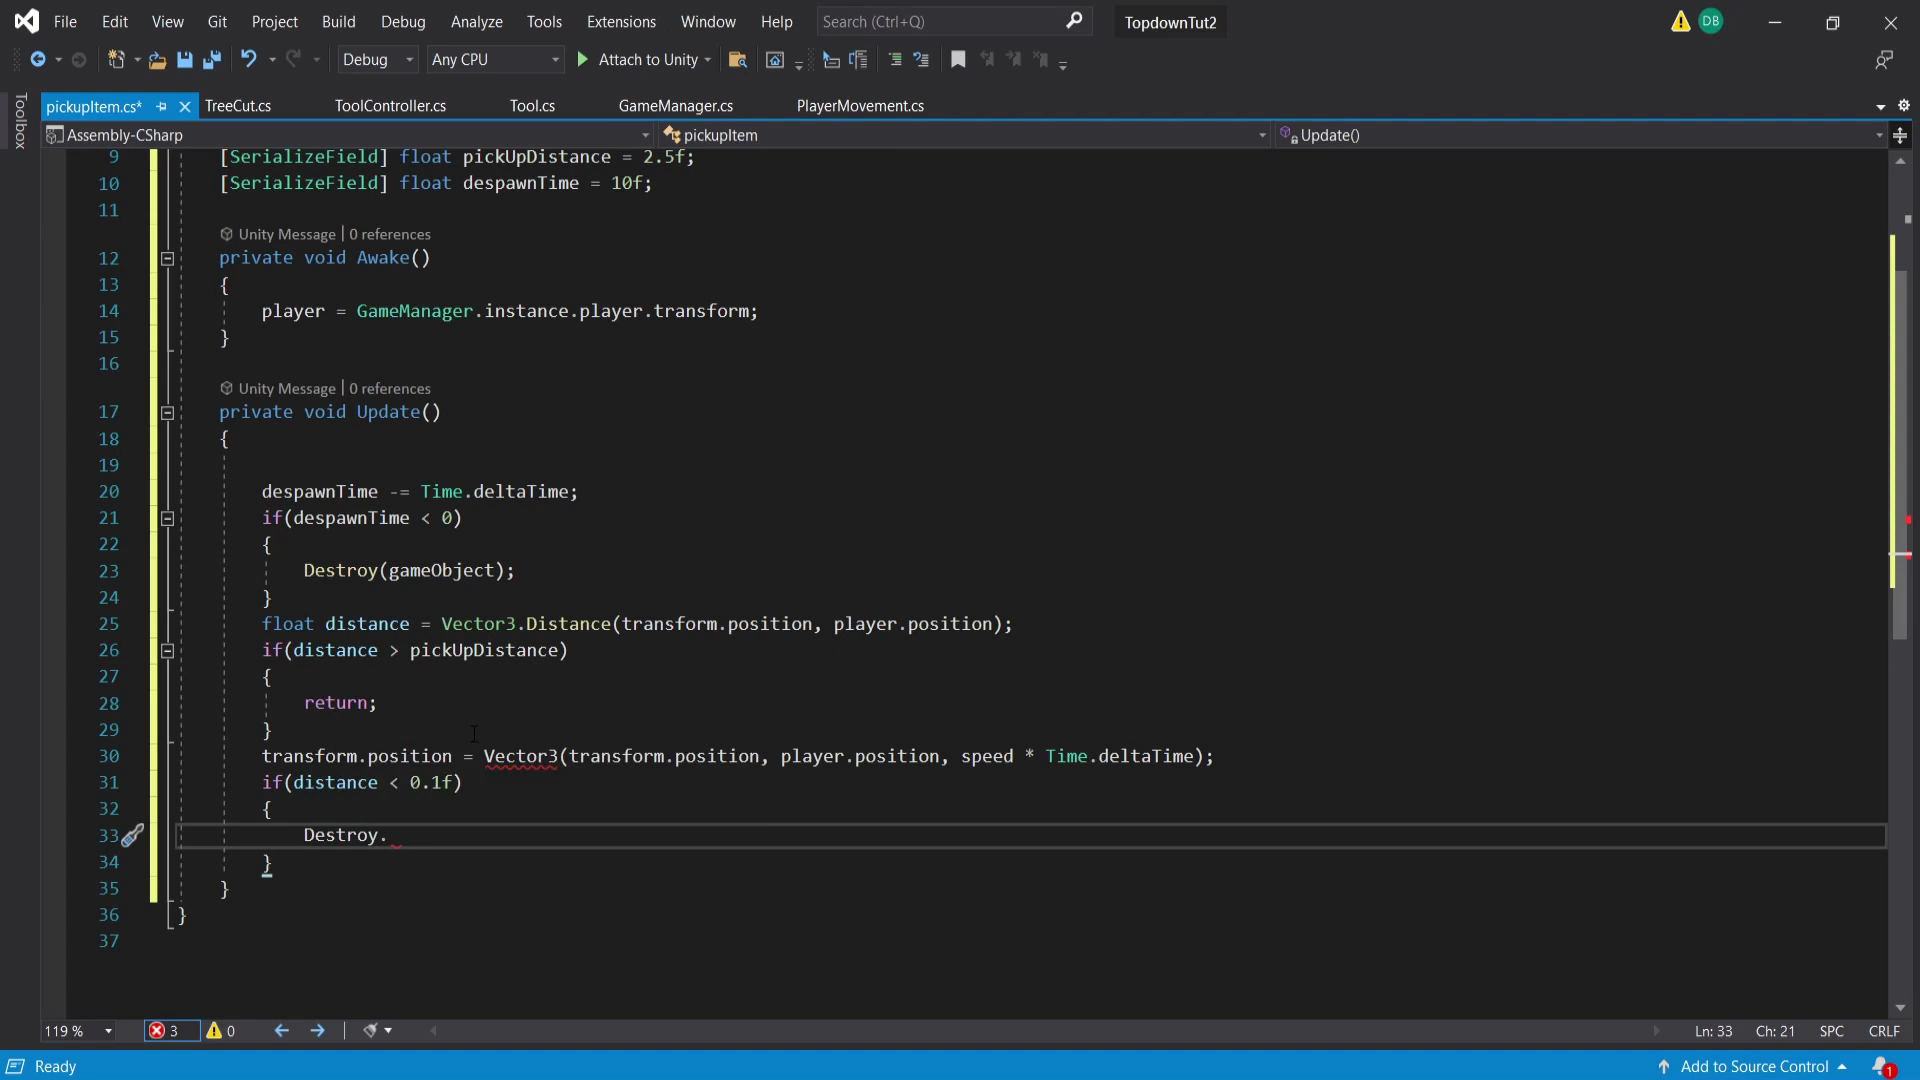 File Edit View Git Project Build Debug Analyze Tools Extensions Window Help Search (Ctrl+Q) TopdownTut2 DB
Debug Any CPU Attach to Unity
Toolbox
pickupItem.cs* TreeCut.cs ToolController.cs Tool.cs GameManager.cs PlayerMovement.cs
Assembly-CSharp pickupItem Update()
9 [SerializeField] float pickUpDistance = 2.5f;
10 [SerializeField] float despawnTime = 10f;
11
Unity Message | 0 references
12 private void Awake()
13 {
14 player = GameManager.instance.player.transform;
15 }
16
Unity Message | 0 references
17 private void Update()
18 {
19
20 despawnTime -= Time.deltaTime;
21 if(despawnTime < 0)
22 {
23 Destroy(gameObject);
24 }
25 float distance = Vector3.Distance(transform.position, player.position);
26 if(distance > pickUpDistance)
27 {
28 return;
29 }
30 transform.position = Vector3(transform.position, player.position, speed * Time.deltaTime);
31 if(distance < 0.1f)
32 {
33 Destroy.
34 }
35 }
36 }
37
119 % 3 0 Ln: 33 Ch: 21 SPC CRLF
Ready Add to Source Control 1